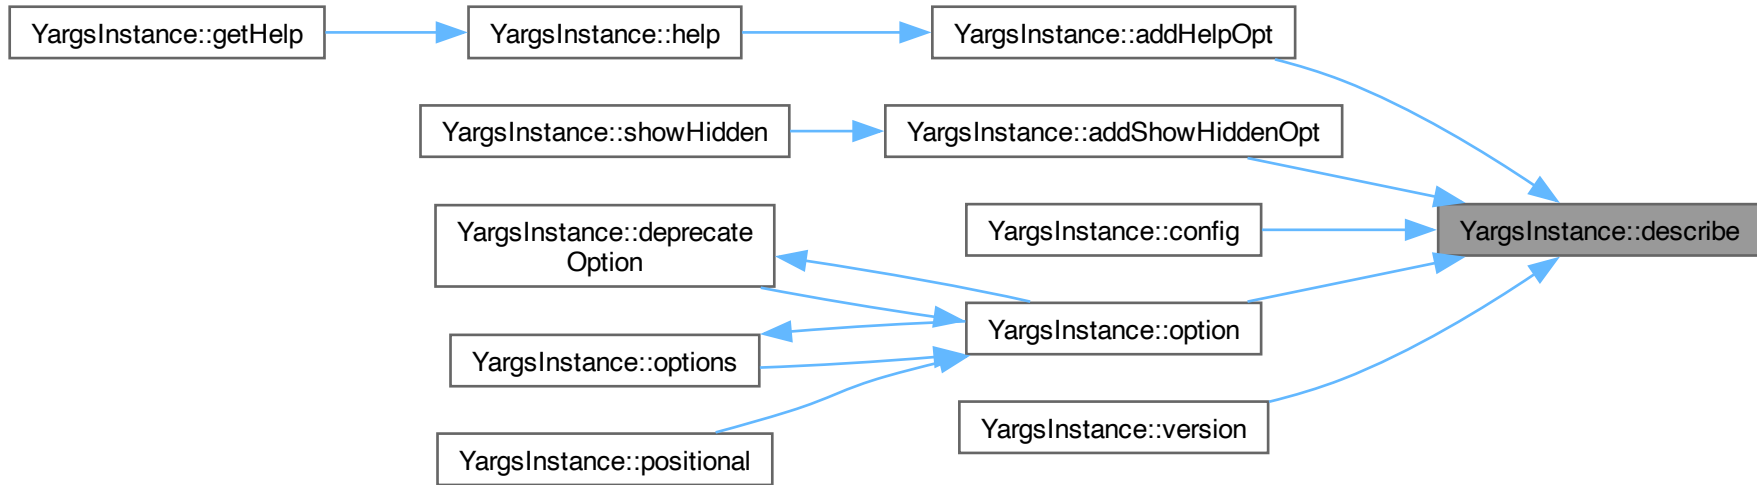 YargsInstance::getHelp
YargsInstance::help
YargsInstance::addHelpOpt
YargsInstance::showHidden
YargsInstance::addShowHiddenOpt
YargsInstance::deprecate
Option
YargsInstance::config
YargsInstance::describe
YargsInstance::options
YargsInstance::option
YargsInstance::positional
YargsInstance::version